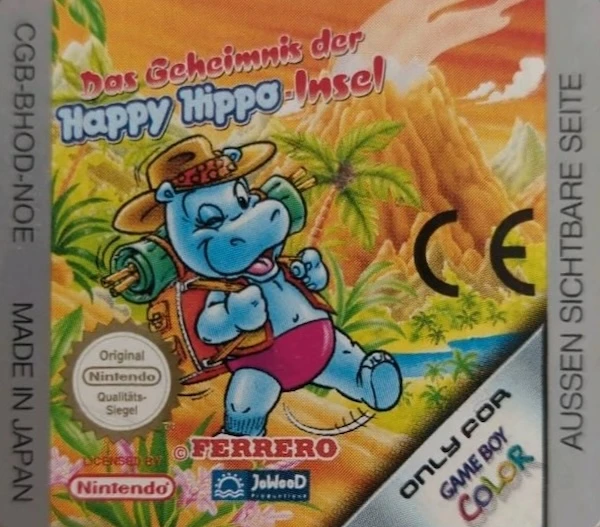 Das Geheimnis der
Happy Hippo-Insel
CGB-BHOD-NOE MADE IN JAPAN
CE
Original
Nintendo
Qualitäts-
Siegel
© FERRERO
LICENSED BY
Nintendo
JoWooD
Productions
ONLY FOR
GAME BOY
COLOR
AUSSEN SICHTBARE SEITE